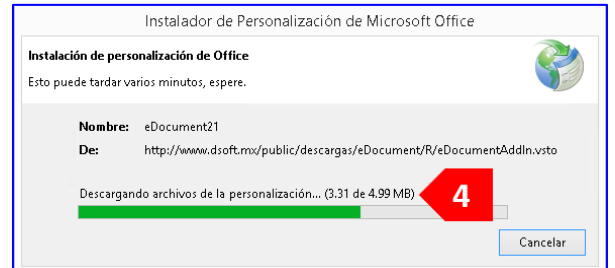 Instalador de Personalización de Microsoft Office
Instalación de personalización de Office
Esto puede tardar varios minutos, espere.
Nombre: eDocument21
De: http://www.dsoft.mx/public/descargas/eDocument/R/eDocumentAddIn.vsto
Descargando archivos de la personalización... (3.31 de 4.99 MB)
4
Cancelar